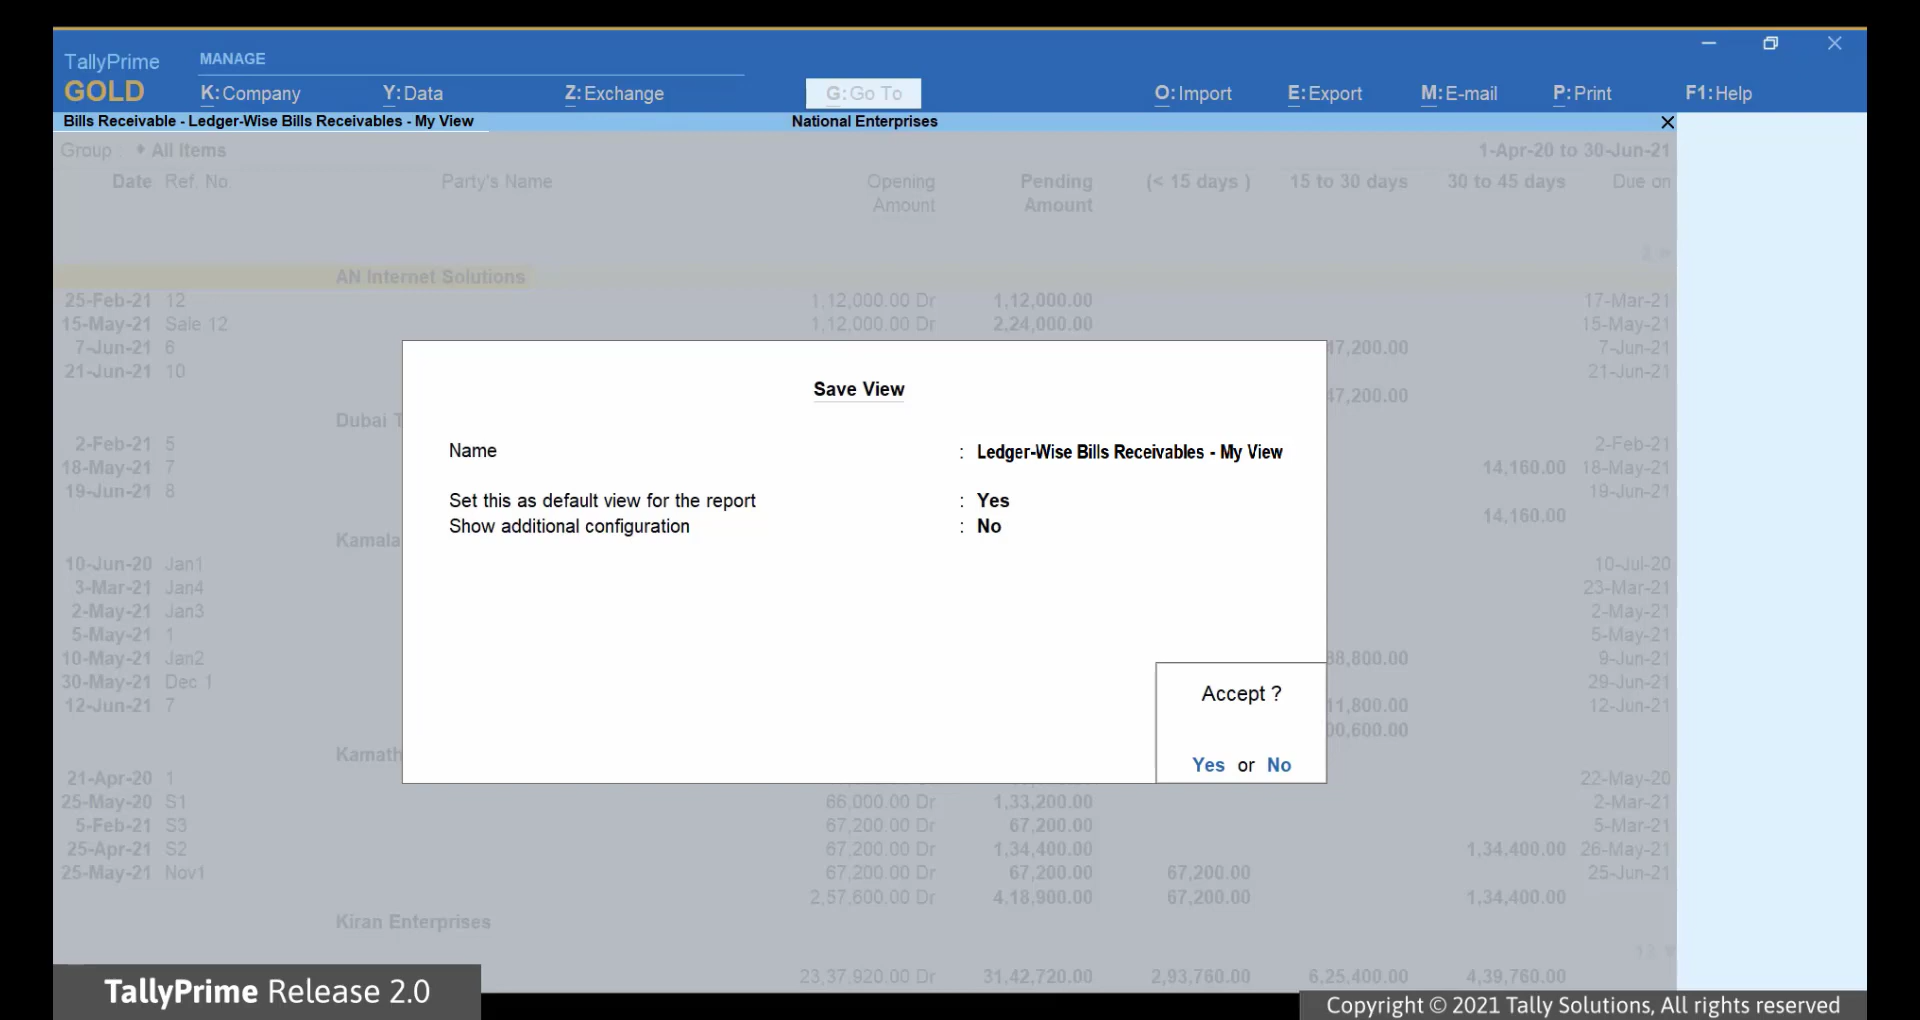 TallyPrime
MANAGE
GOLD
K:Company Y:Data Z:Exchange G:Go To O:Import E:Export M:E-mail P:Print F1:Help
Bills Receivable - Ledger-Wise Bills Receivables - My View National Enterprises
Group : ♦ All Items 1-Apr-20 to 30-Jun-21
Date Ref. No. Party's Name Opening Pending (< 15 days ) 15 to 30 days 30 to 45 days Due on
Amount Amount
AN Internet Solutions
25-Feb-21 12 1,12,000.00 Dr 1,12,000.00 17-Mar-21
15-May-21 Sale 12 1,12,000.00 Dr 2,24,000.00 15-May-21
7-Jun-21 6 7-Jun-21
21-Jun-21 10 21-Jun-21
Save View
Dubai
2-Feb-21 5 2-Feb-21
Name : Ledger-Wise Bills Receivables - My View
18-May-21 7 14,160.00 18-May-21
19-Jun-21 8 19-Jun-21
Set this as default view for the report : Yes
14,160.00
Show additional configuration : No
Kamala
10-Jun-20 Jan1 10-Jul-20
3-Mar-21 Jan4 23-Mar-21
2-May-21 Jan3 2-May-21
5-May-21 1 5-May-21
10-May-21 Jan2 9-Jun-21
30-May-21 Dec 1 29-Jun-21
Accept ?
12-Jun-21 7 11,800.00 12-Jun-21
00,600.00
Kamath
Yes or No
21-Apr-20 1 22-May-20
25-May-20 S1 66,000.00 Dr 1,33,200.00 2-Mar-21
5-Feb-21 S3 67,200.00 Dr 67,200.00 5-Mar-21
25-Apr-21 S2 67,200.00 Dr 1,34,400.00 1,34,400.00 26-May-21
25-May-21 Nov1 67,200.00 Dr 67,200.00 67,200.00 25-Jun-21
2,57,600.00 Dr 4,18,900.00 67,200.00 1,34,400.00
Kiran Enterprises
23,37,920.00 Dr 31,42,720.00 2,93,760.00 6,25,400.00 4,39,760.00
TallyPrime Release 2.0
Copyright © 2021 Tally Solutions, All rights reserved